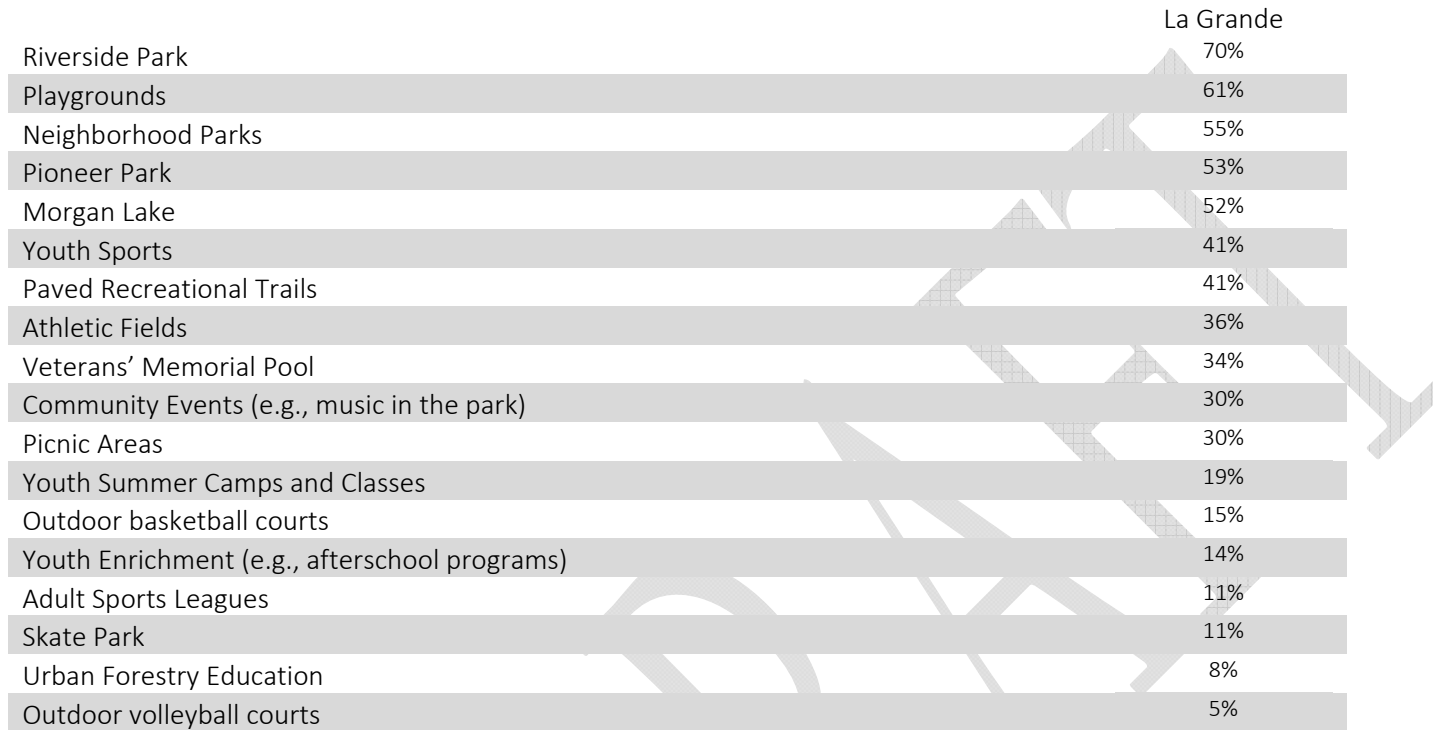 La Grande
Riverside Park 70%
Playgrounds 61%
Neighborhood Parks 55%
Pioneer Park 53%
Morgan Lake 52%
Youth Sports 41%
Paved Recreational Trails 41%
Athletic Fields 36%
Veterans’ Memorial Pool 34%
Community Events (e.g., music in the park) 30%
Picnic Areas 30%
Youth Summer Camps and Classes 19%
Outdoor basketball courts 15%
Youth Enrichment (e.g., afterschool programs) 14%
Adult Sports Leagues 11%
Skate Park 11%
Urban Forestry Education 8%
Outdoor volleyball courts 5%
DRAFT